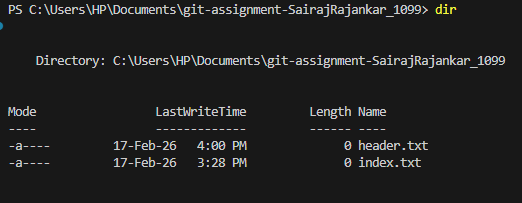 PS C:\Users\HP\Documents\git-assignment-SairajRajankar_1099> dir
Directory: C:\Users\HP\Documents\git-assignment-SairajRajankar_1099
Mode LastWriteTime Length Name
---- ------------- ------ ----
-a---- 17-Feb-26 4:00 PM 0 header.txt
-a---- 17-Feb-26 3:28 PM 0 index.txt